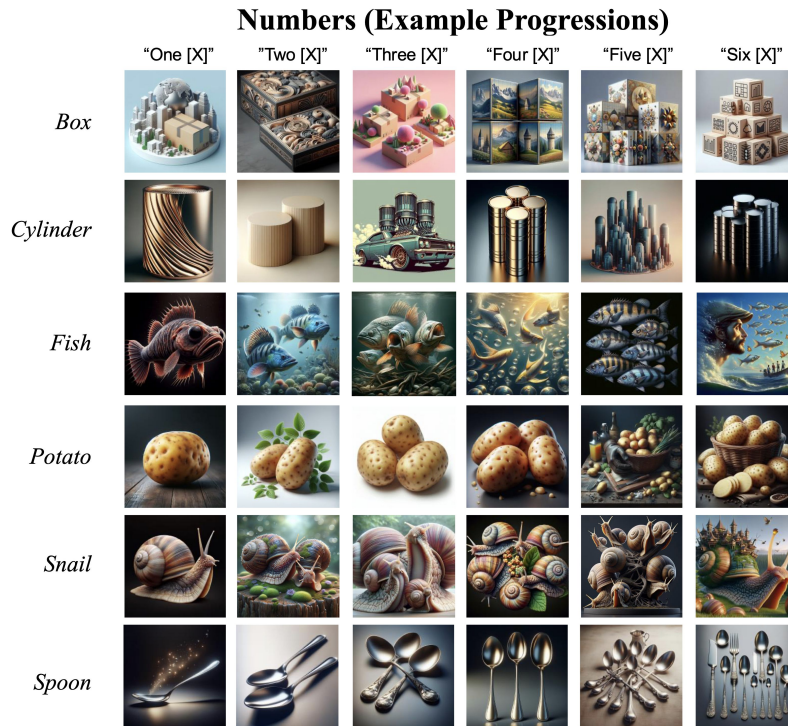 Numbers (Example Progressions)
“One [X]” ”Two [X]” “Three [X]” “Four [X]” “Five [X]” “Six [X]”
Box
Cylinder
Fish
Potato
Snail
Spoon